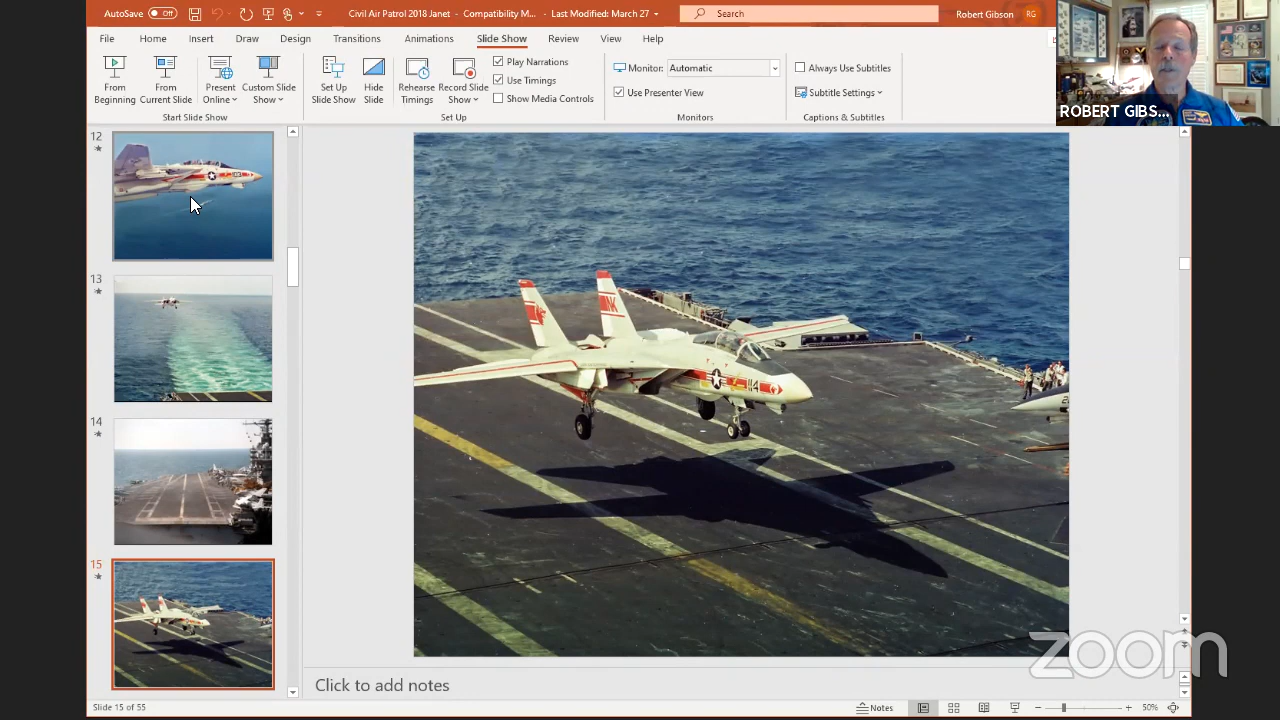 AutoSave Off Civil Air Patrol 2018 Janet - Compatibility M... - Last Modified: March 27 Search Robert Gibson RG
File Home Insert Draw Design Transitions Animations Slide Show Review View Help
From Beginning
From Current Slide
Present Online
Custom Slide Show
Start Slide Show
Set Up Slide Show
Hide Slide
Rehearse Timings
Record Slide Show
Play Narrations
Use Timings
Show Media Controls
Set Up
Monitor: Automatic
Use Presenter View
Monitors
Always Use Subtitles
Subtitle Settings
Captions & Subtitles
ROBERT GIBS...
12
13
14
15
NK
114
Click to add notes
zoom
Slide 15 of 55 Notes 50%